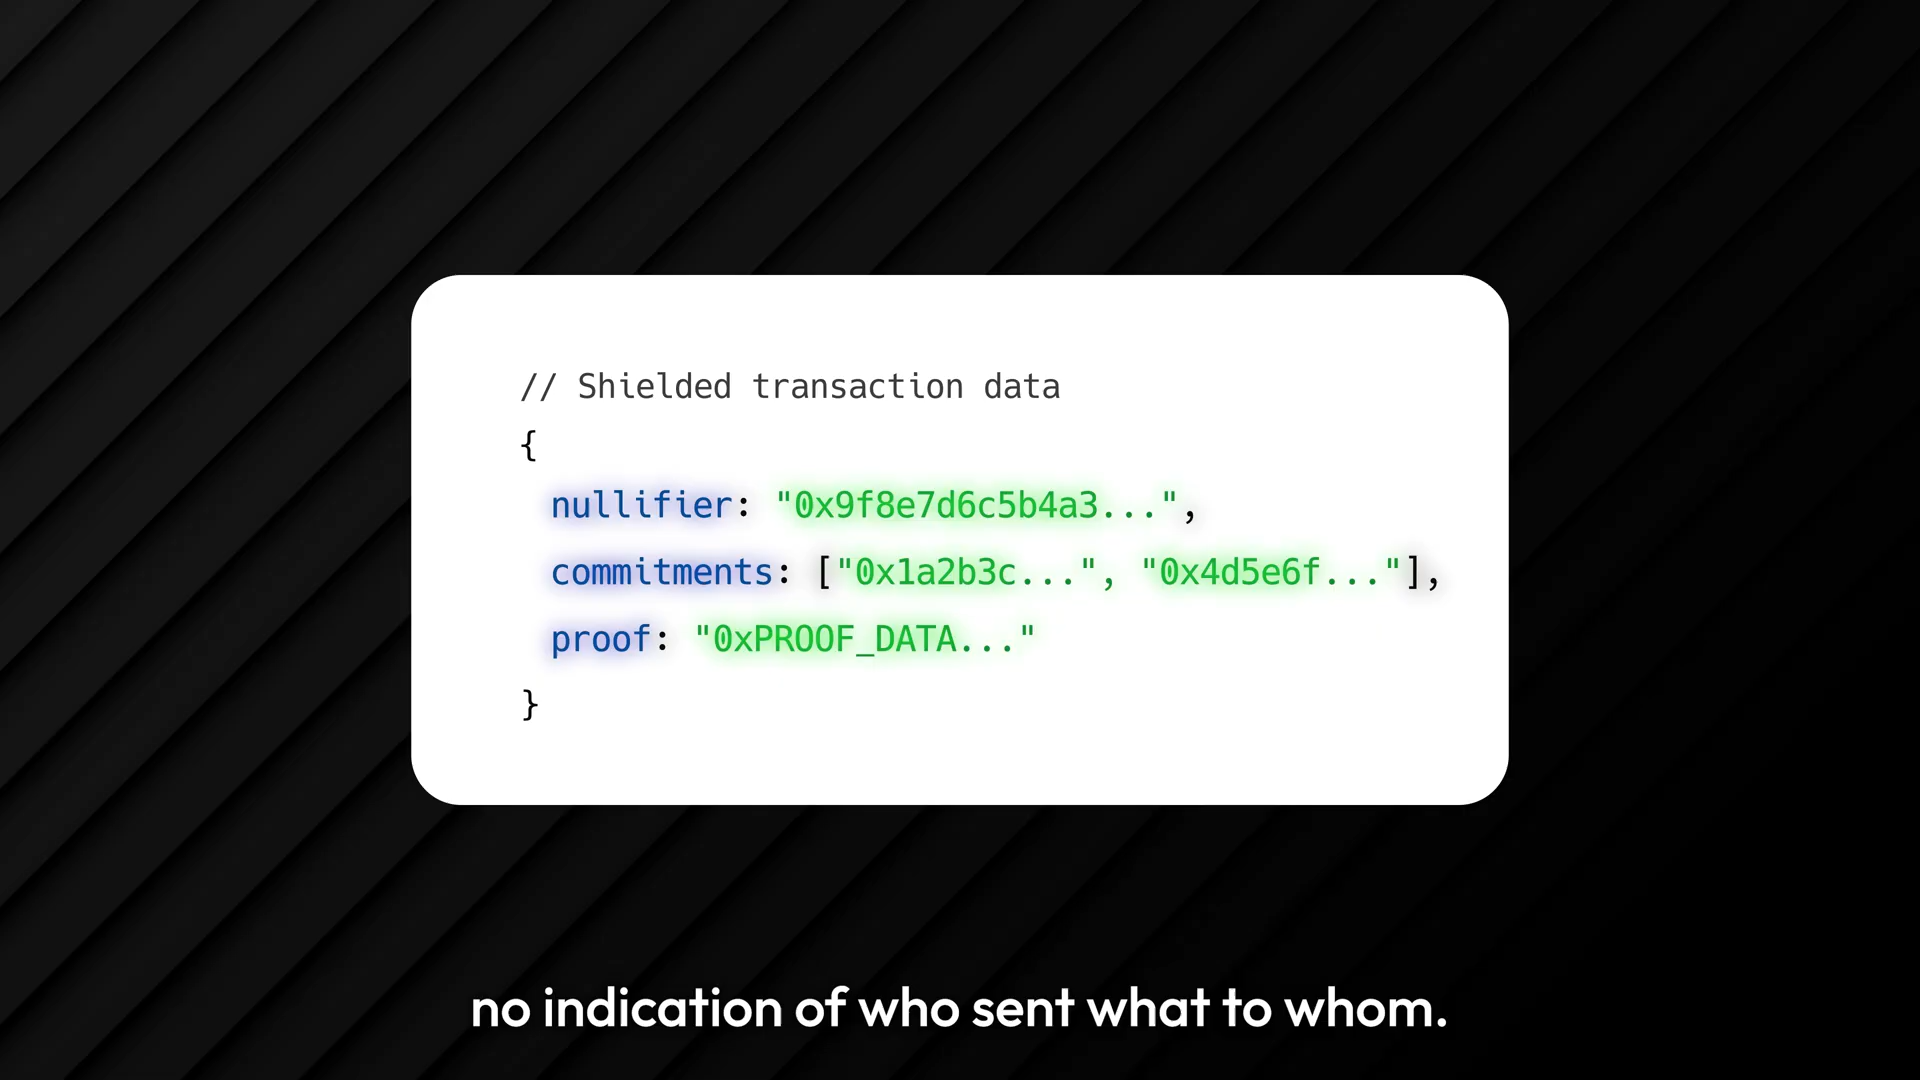 // Shielded transaction data
{
nullifier: "0x9f8e7d6c5b4a3...",
commitments: ["0x1a2b3c...", "0x4d5e6f..."],
proof: "0xPROOF_DATA..."
}
no indication of who sent what to whom.